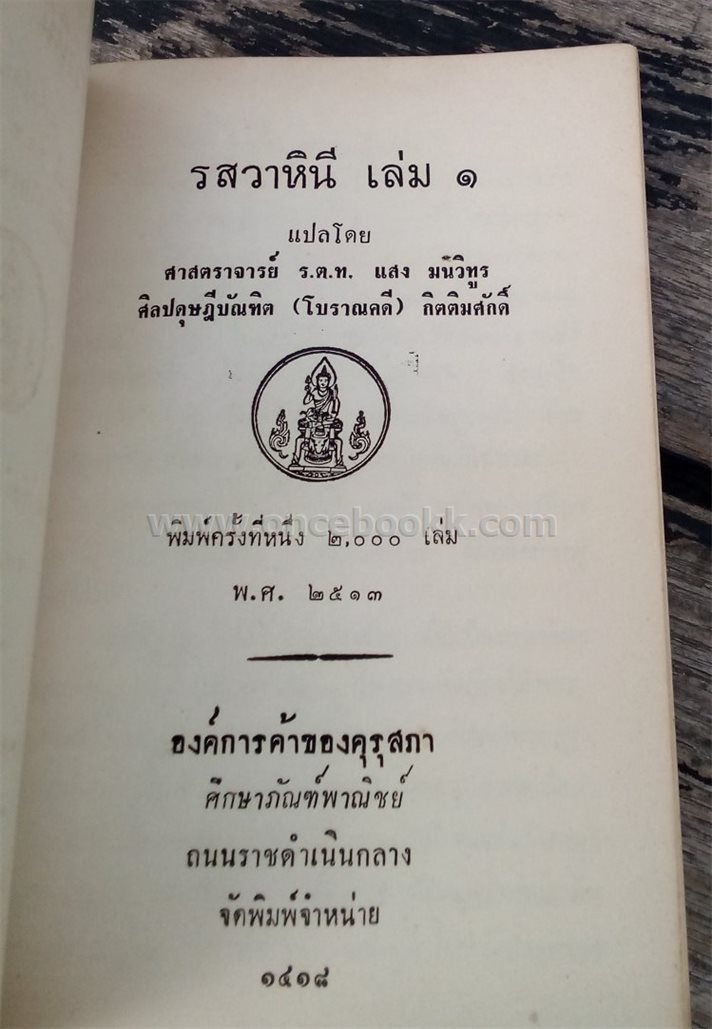 รสวาหินี เล่ม ๑
แปลโดย
ศาสตราจารย์ ร.ต.ท. แสง มนวิทูร
ศิลปดุษฎีบัณฑิต (โบราณคดี) กิตติมศักดิ์
www.oncebookk.com
พิมพ์ครั้งที่หนึ่ง ๒,๐๐๐ เล่ม
พ.ศ. ๒๕๑๓
องค์การค้าของคุรุสภา
ศึกษาภัณฑ์พาณิชย์
ถนนราชดำเนินกลาง
จัดพิมพ์จำหน่าย
๑๔๑๘